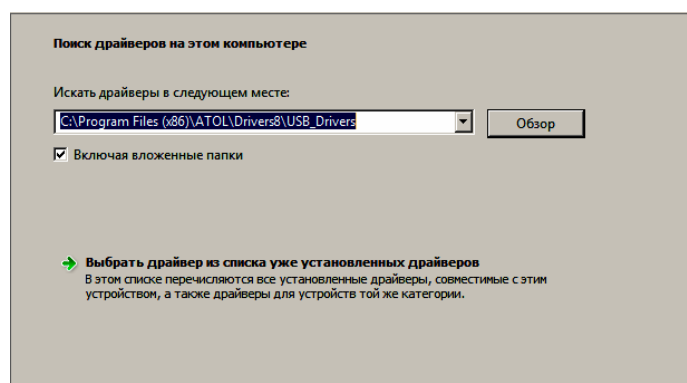 Поиск драйверов на этом компьютере
Искать драйверы в следующем месте:
C:\Program Files (x86)\ATOL\Drivers8\USB_Drivers
Обзор
Включая вложенные папки
Выбрать драйвер из списка уже установленных драйверов
В этом списке перечисляются все установленные драйверы, совместимые с этим
устройством, а также драйверы для устройств той же категории.